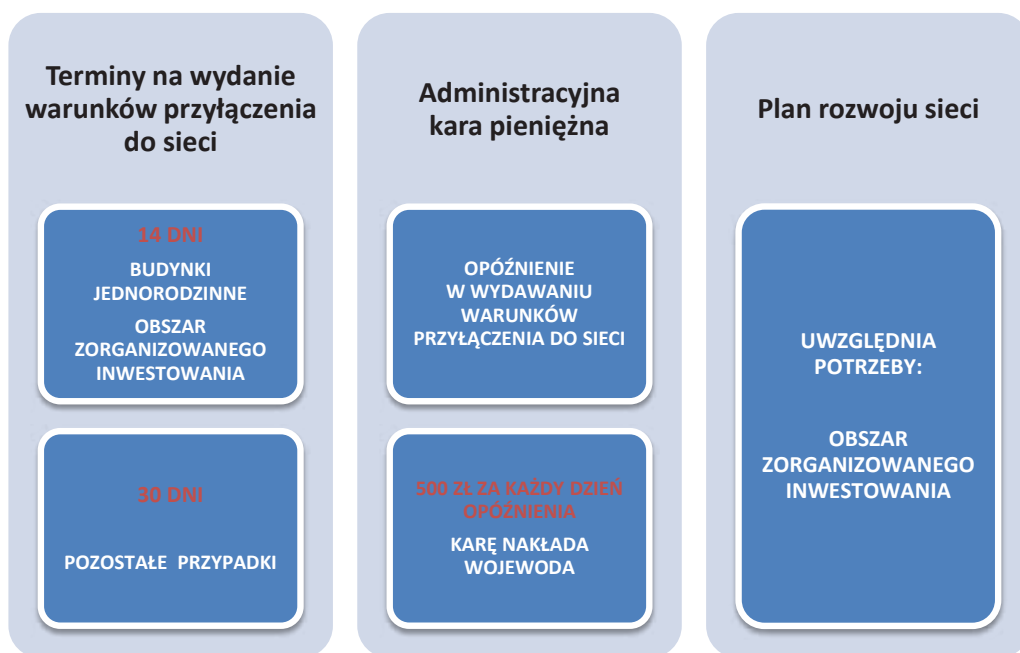 Terminy na wydanie
warunków przyłączenia
do sieci
14 DNI
BUDYNKI
JEDNORODZINNE
OBSZAR
ZORGANIZOWANEGO
INWESTOWANIA
30 DNI
POZOSTAŁE PRZYPADKI
Administracyjna
kara pieniężna
OPÓŹNIENIE
W WYDAWANIU
WARUNKÓW
PRZYŁĄCZENIA DO SIECI
500 ZŁ ZA KAŻDY DZIEŃ
OPÓŹNIENIA
KARĘ NAKŁADA
WOJEWODA
Plan rozwoju sieci
UWZGLĘDNIA
POTRZEBY:
OBSZAR
ZORGANIZOWANEGO
INWESTOWANIA